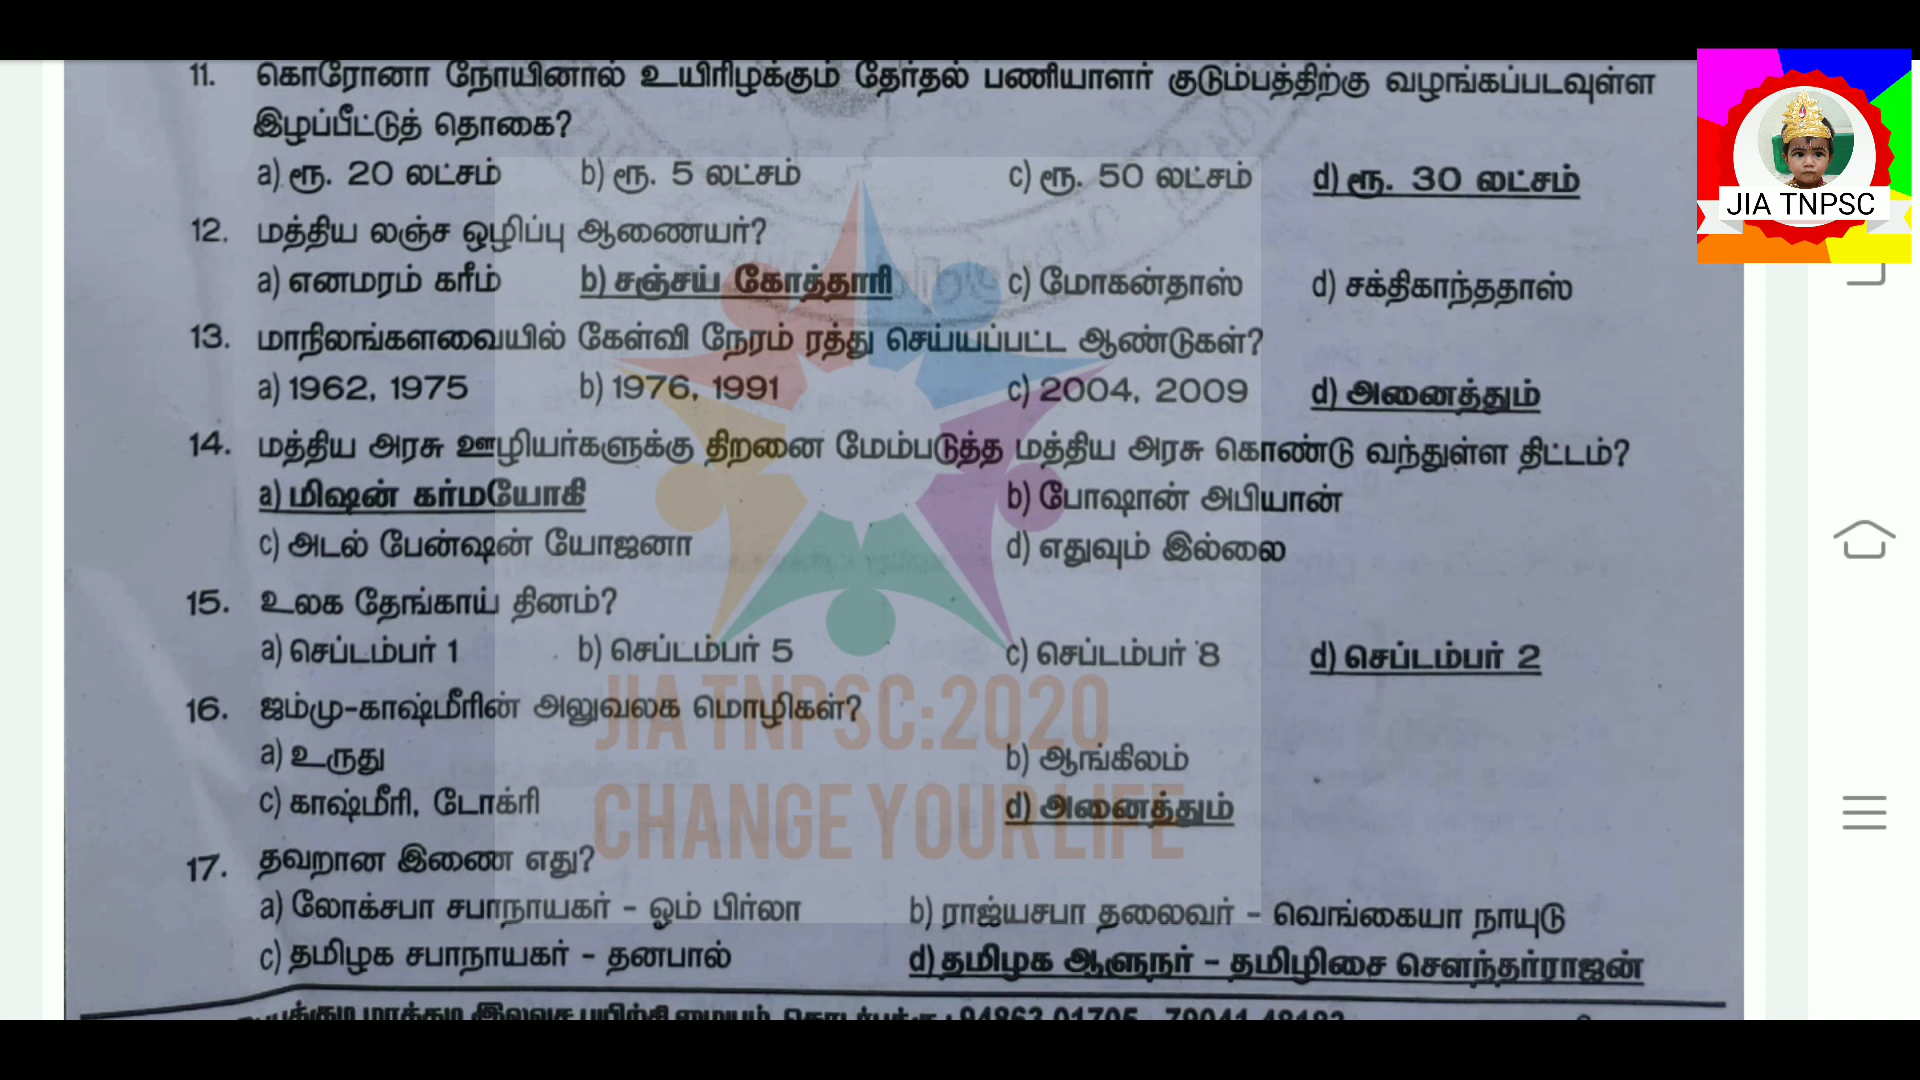 11. கொரோனா நோயினால் உயிரிழக்கும் தேர்தல் பணியாளர் குடும்பத்திற்கு வழங்கப்படவுள்ள
இழப்பீட்டுத் தொகை?
a) ரூ. 20 லட்சம் b) ரூ. 5 லட்சம் c) ரூ. 50 லட்சம் d) ரூ. 30 லட்சம்
JIA TNPSC
12. மத்திய லஞ்ச ஒழிப்பு ஆணையர்?
a) எனமரம் கரீம் b) சஞ்சய் கோத்தாரி c) மோகன்தாஸ் d) சக்திகாந்ததாஸ்
13. மாநிலங்களவையில் கேள்வி நேரம் ரத்து செய்யப்பட்ட ஆண்டுகள்?
a) 1962, 1975 b) 1976, 1991 c) 2004, 2009 d) அனைத்தும்
14. மத்திய அரசு ஊழியர்களுக்கு திறனை மேம்படுத்த மத்திய அரசு கொண்டு வந்துள்ள திட்டம்?
a) மிஷன் கர்மயோகி b) போஷான் அபியான்
c) அடல் பேன்ஷன் யோஜனா d) எதுவும் இல்லை
15. உலக தேங்காய் தினம்?
a) செப்டம்பர் 1 b) செப்டம்பர் 5 c) செப்டம்பர் 8 d) செப்டம்பர் 2
16. ஜம்மு-காஷ்மீரின் அலுவலக மொழிகள்?
JIA TNPSC:2020
a) உருது b) ஆங்கிலம்
c) காஷ்மீரி, டோக்ரி d) அனைத்தும்
CHANGE YOUR LIFE
17. தவறான இணை எது?
a) லோக்சபா சபாநாயகர் - ஓம் பிர்லா b) ராஜ்யசபா தலைவர் - வெங்கையா நாயுடு
c) தமிழக சபாநாயகர் - தனபால் d) தமிழக ஆளுநர் - தமிழிசை சௌந்தர்ராஜன்
இலவச பயிற்சி மையம்